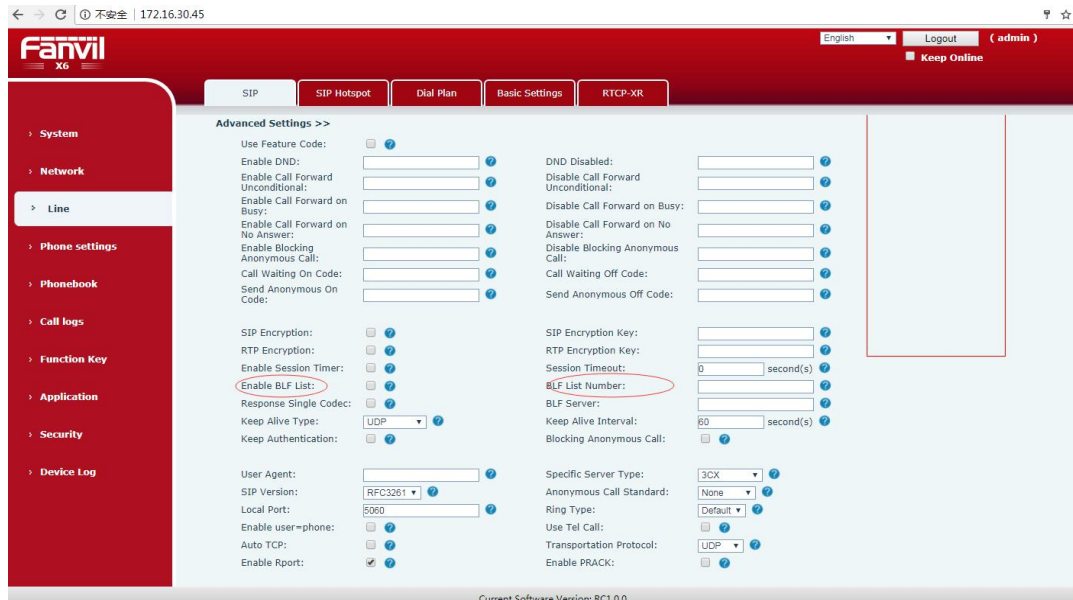 不安全 172.16.30.45
Fanvil
X6
English Logout ( admin )
Keep Online
SIP SIP Hotspot Dial Plan Basic Settings RTCP-XR
› System
› Network
› Line
› Phone settings
› Phonebook
› Call logs
› Function Key
› Application
› Security
› Device Log
Advanced Settings >>
Use Feature Code:
Enable DND: DND Disabled:
Enable Call Forward Unconditional: Disable Call Forward Unconditional:
Enable Call Forward on Busy: Disable Call Forward on Busy:
Enable Call Forward on No Answer: Disable Call Forward on No Answer:
Enable Blocking Anonymous Call: Disable Blocking Anonymous Call:
Call Waiting On Code: Call Waiting Off Code:
Send Anonymous On Code: Send Anonymous Off Code:
SIP Encryption: SIP Encryption Key:
RTP Encryption: RTP Encryption Key:
Enable Session Timer: Session Timeout: 0 second(s)
Enable BLF List: BLF List Number:
Response Single Codec: BLF Server:
Keep Alive Type: UDP Keep Alive Interval: 60 second(s)
Keep Authentication: Blocking Anonymous Call:
User Agent: Specific Server Type: 3CX
SIP Version: RFC3261 Anonymous Call Standard: None
Local Port: 5060 Ring Type: Default
Enable user=phone: Use Tel Call:
Auto TCP: Transportation Protocol: UDP
Enable Rport: Enable PRACK:
Current Software Version: RC1.0.0